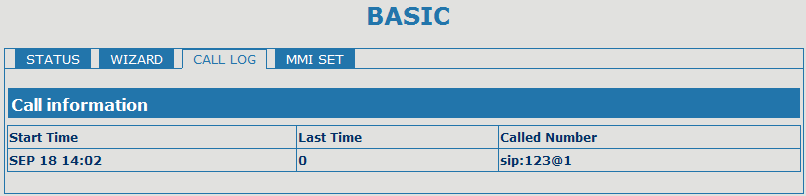 BASIC
STATUS WIZARD CALL LOG MMI SET
Call information
Start Time Last Time Called Number
SEP 18 14:02 0 sip:123@1